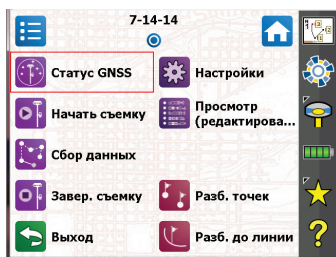 7-14-14
Статус GNSS
Настройки
Начать съемку
Просмотр
(редактирова...
Сбор данных
Завер. съемку
Разб. точек
Выход
Разб. до линии